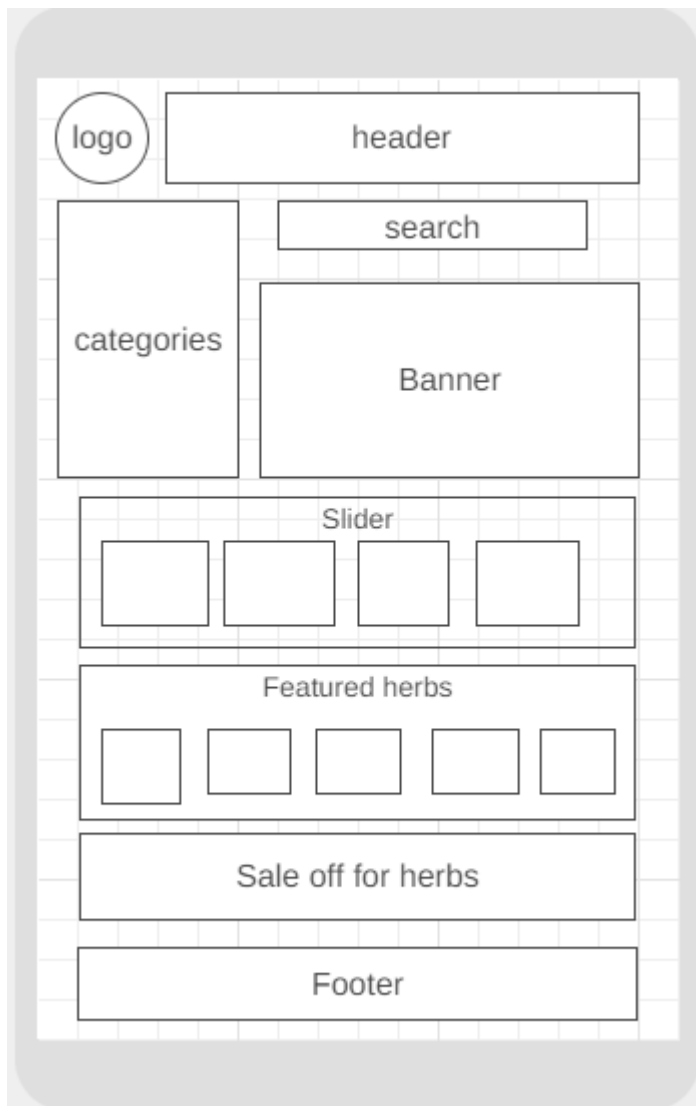 logo
header
search
categories
Banner
Slider
Featured herbs
Sale off for herbs
Footer